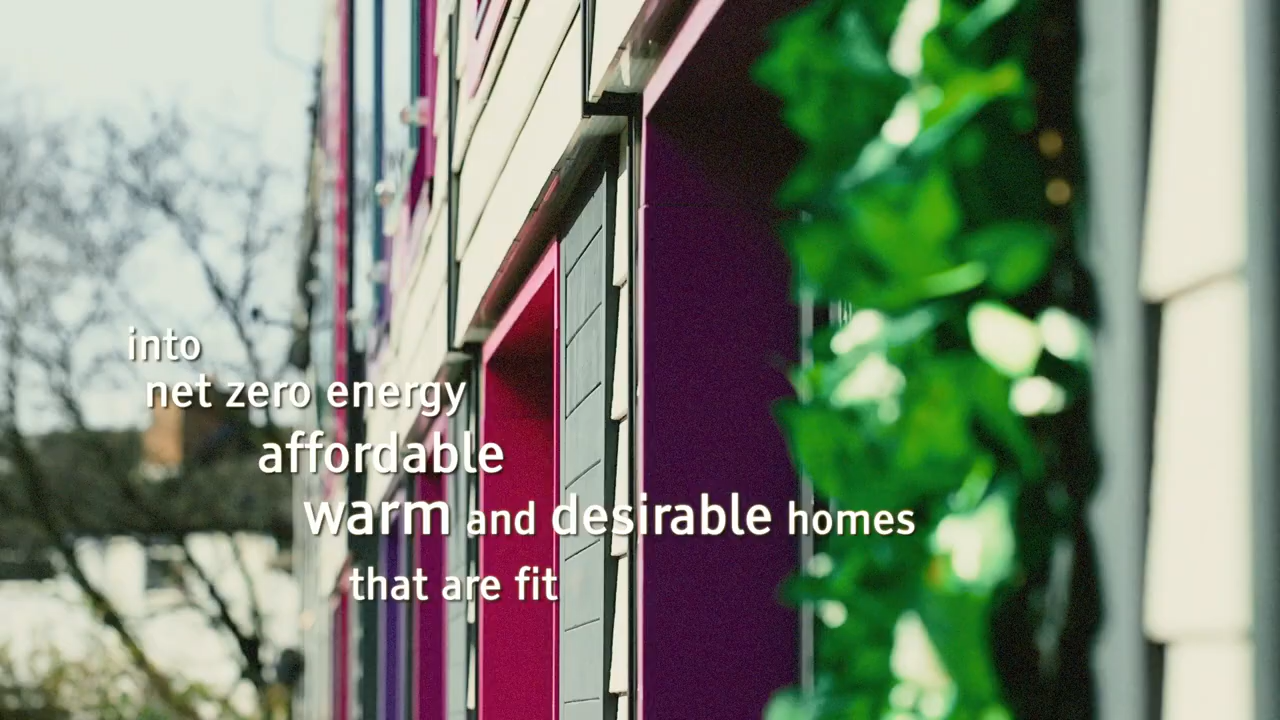 into
net zero energy
affordable
warm and desirable homes
that are fit